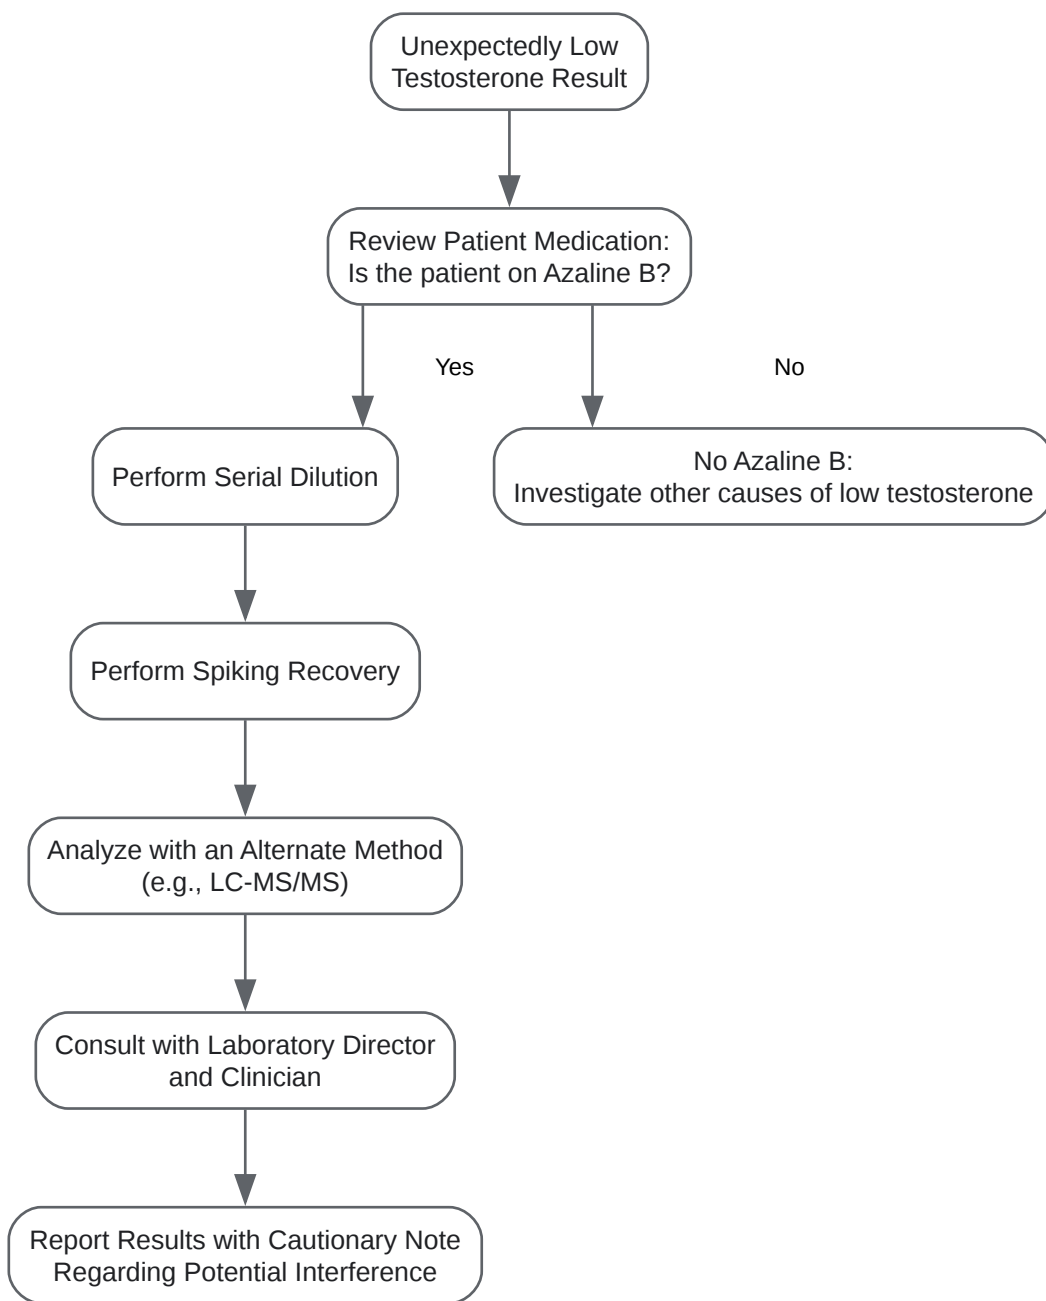 Unexpectedly Low
Testosterone Result
Review Patient Medication:
Is the patient on Azaline B?
Yes
No
Perform Serial Dilution
No Azaline B:
Investigate other causes of low testosterone
Perform Spiking Recovery
Analyze with an Alternate Method
(e.g., LC-MS/MS)
Consult with Laboratory Director
and Clinician
Report Results with Cautionary Note
Regarding Potential Interference